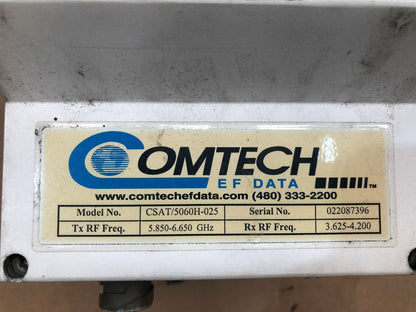 COMTECH
EF DATA ™
www.comtechefdata.com (480) 333-2200
Model No. CSAT/5060H-025 Serial No. 022087396
Tx RF Freq. 5.850-6.650 GHz Rx RF Freq. 3.625-4.200